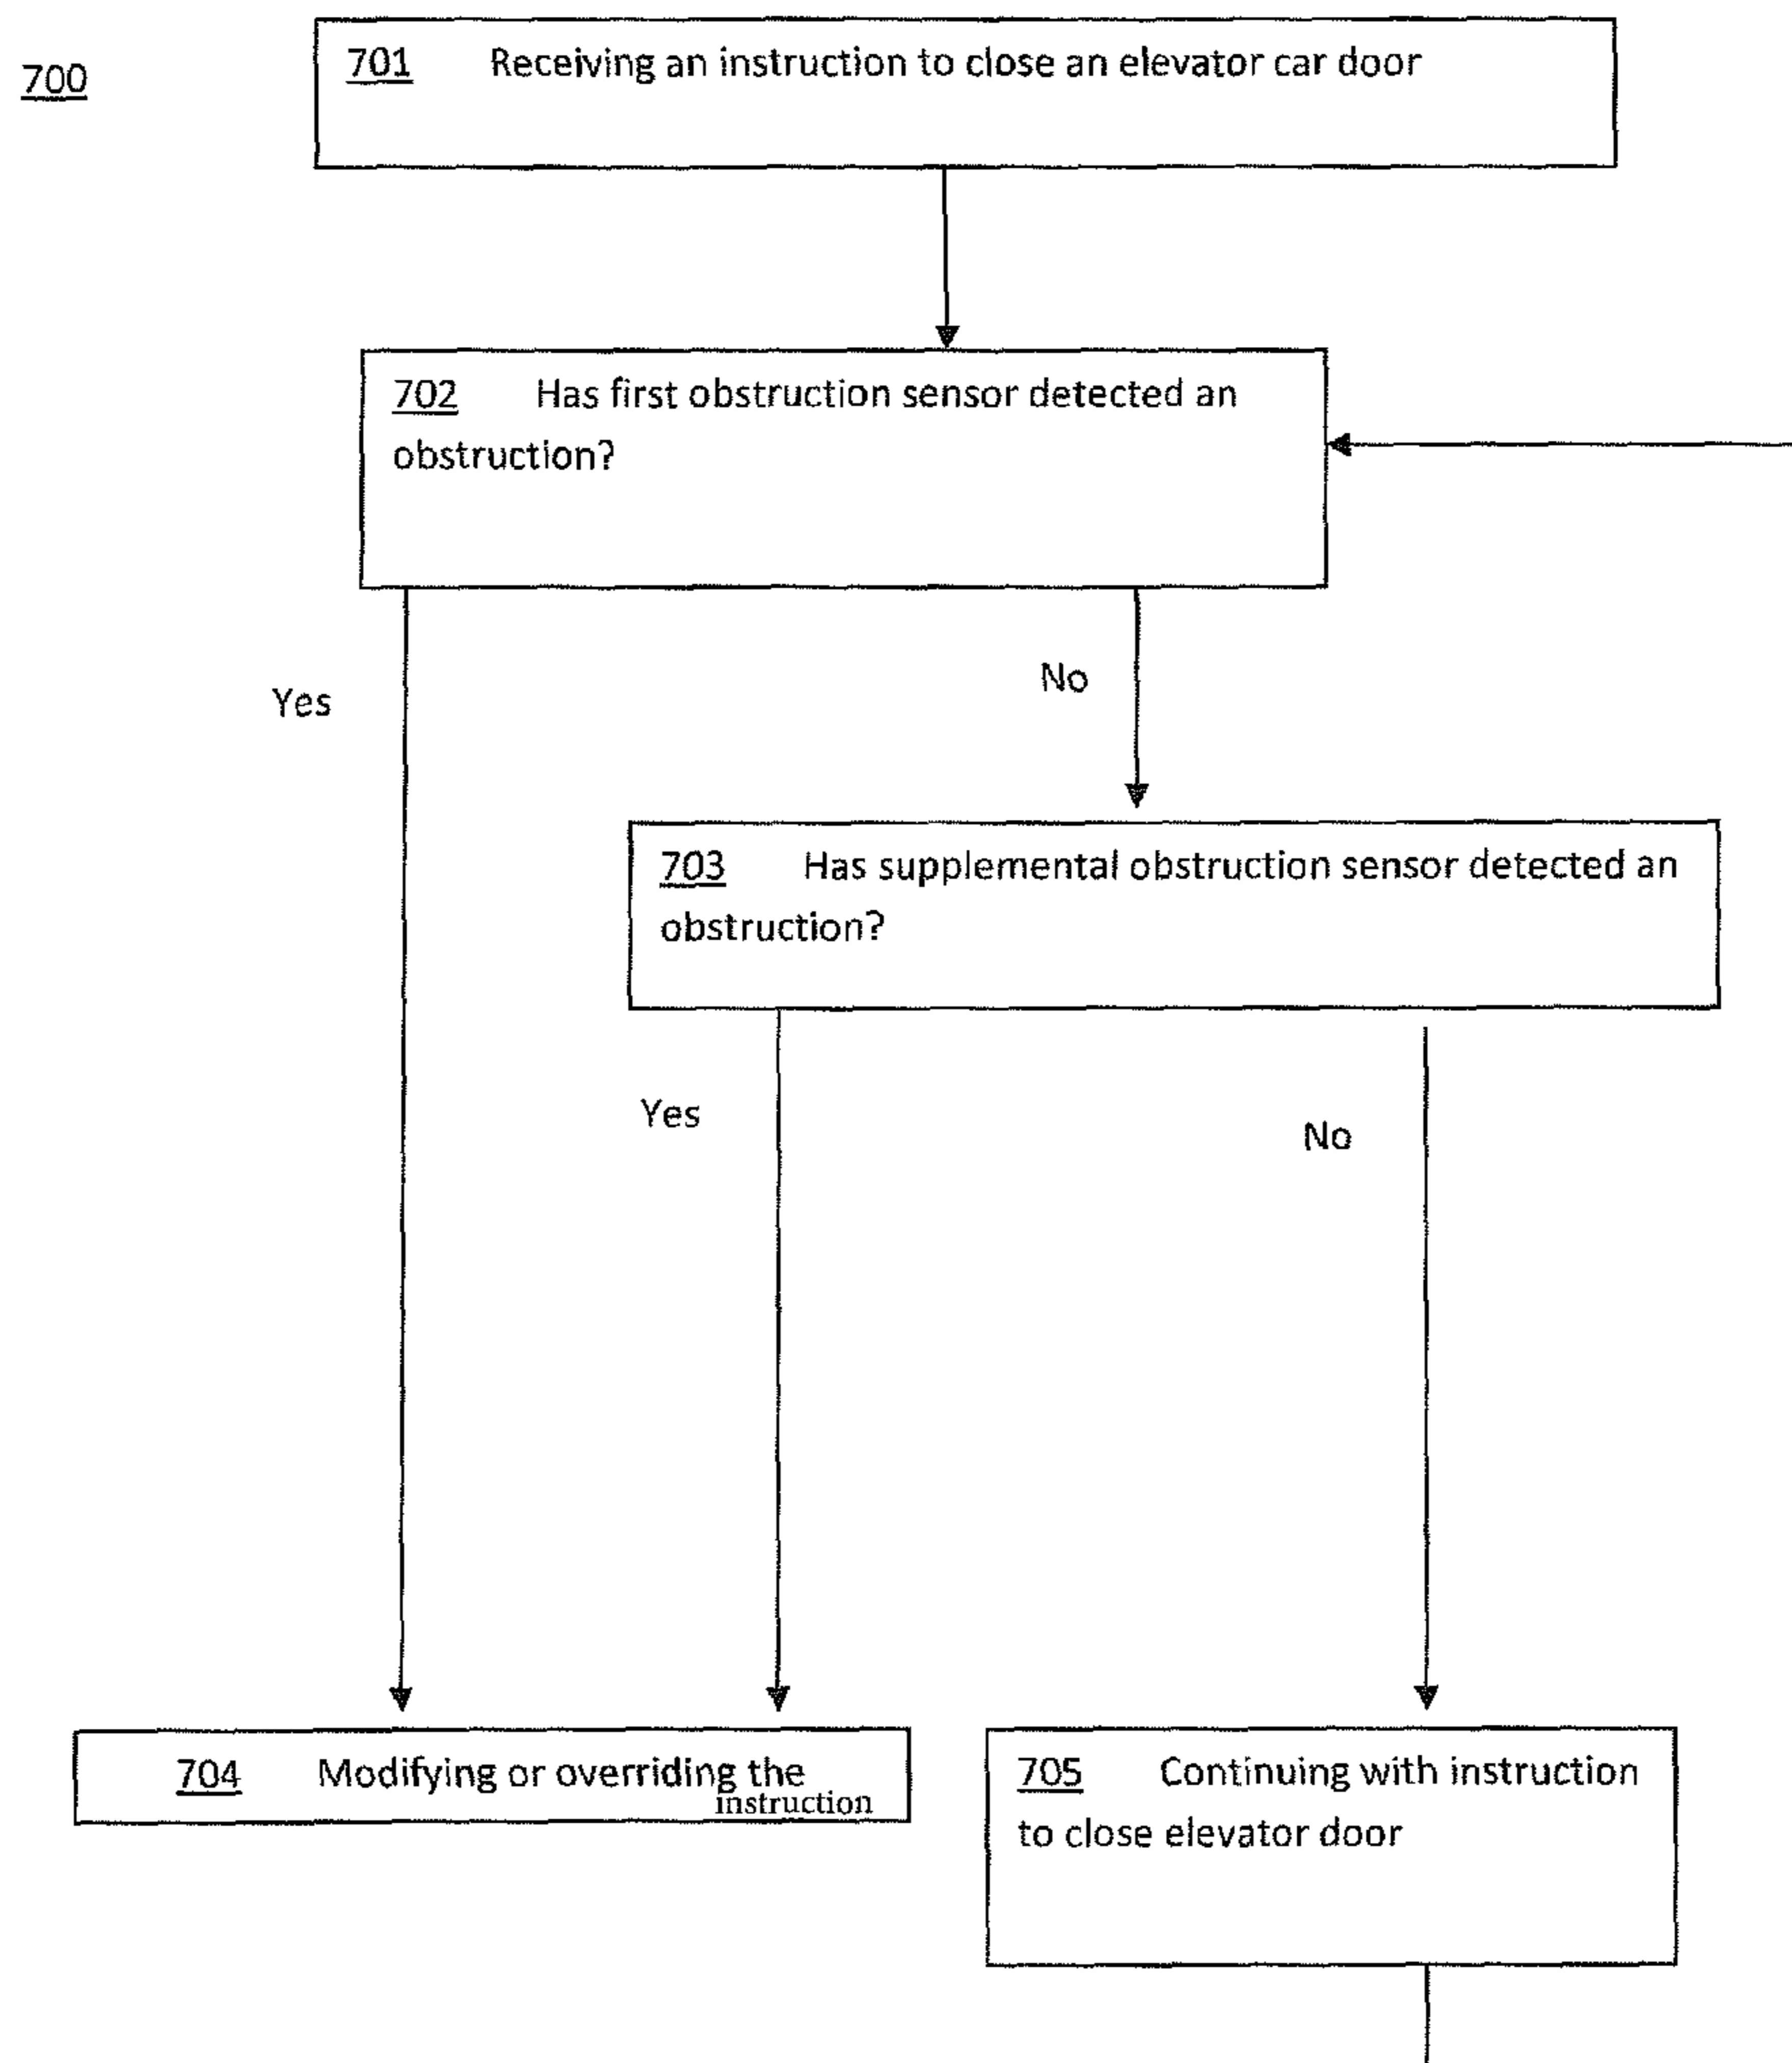 700
701 Receiving an instruction to close an elevator car door
702 Has first obstruction sensor detected an
obstruction?
Yes
No
703 Has supplemental obstruction sensor detected an
obstruction?
Yes
No
704 Modifying or overriding the
instruction
705 Continuing with instruction
to close elevator door